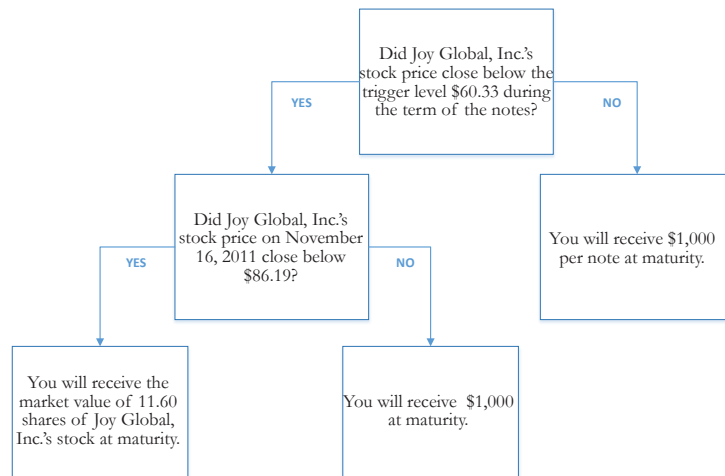 Did Joy Global, Inc.'s
stock price close below the
trigger level $60.33 during
the term of the notes?
YES
NO
Did Joy Global, Inc.'s
stock price on November
16, 2011 close below
$86.19?
You will receive $1,000
per note at maturity.
YES
NO
You will receive the
market value of 11.60
shares of Joy Global,
Inc.'s stock at maturity.
You will receive $1,000
at maturity.